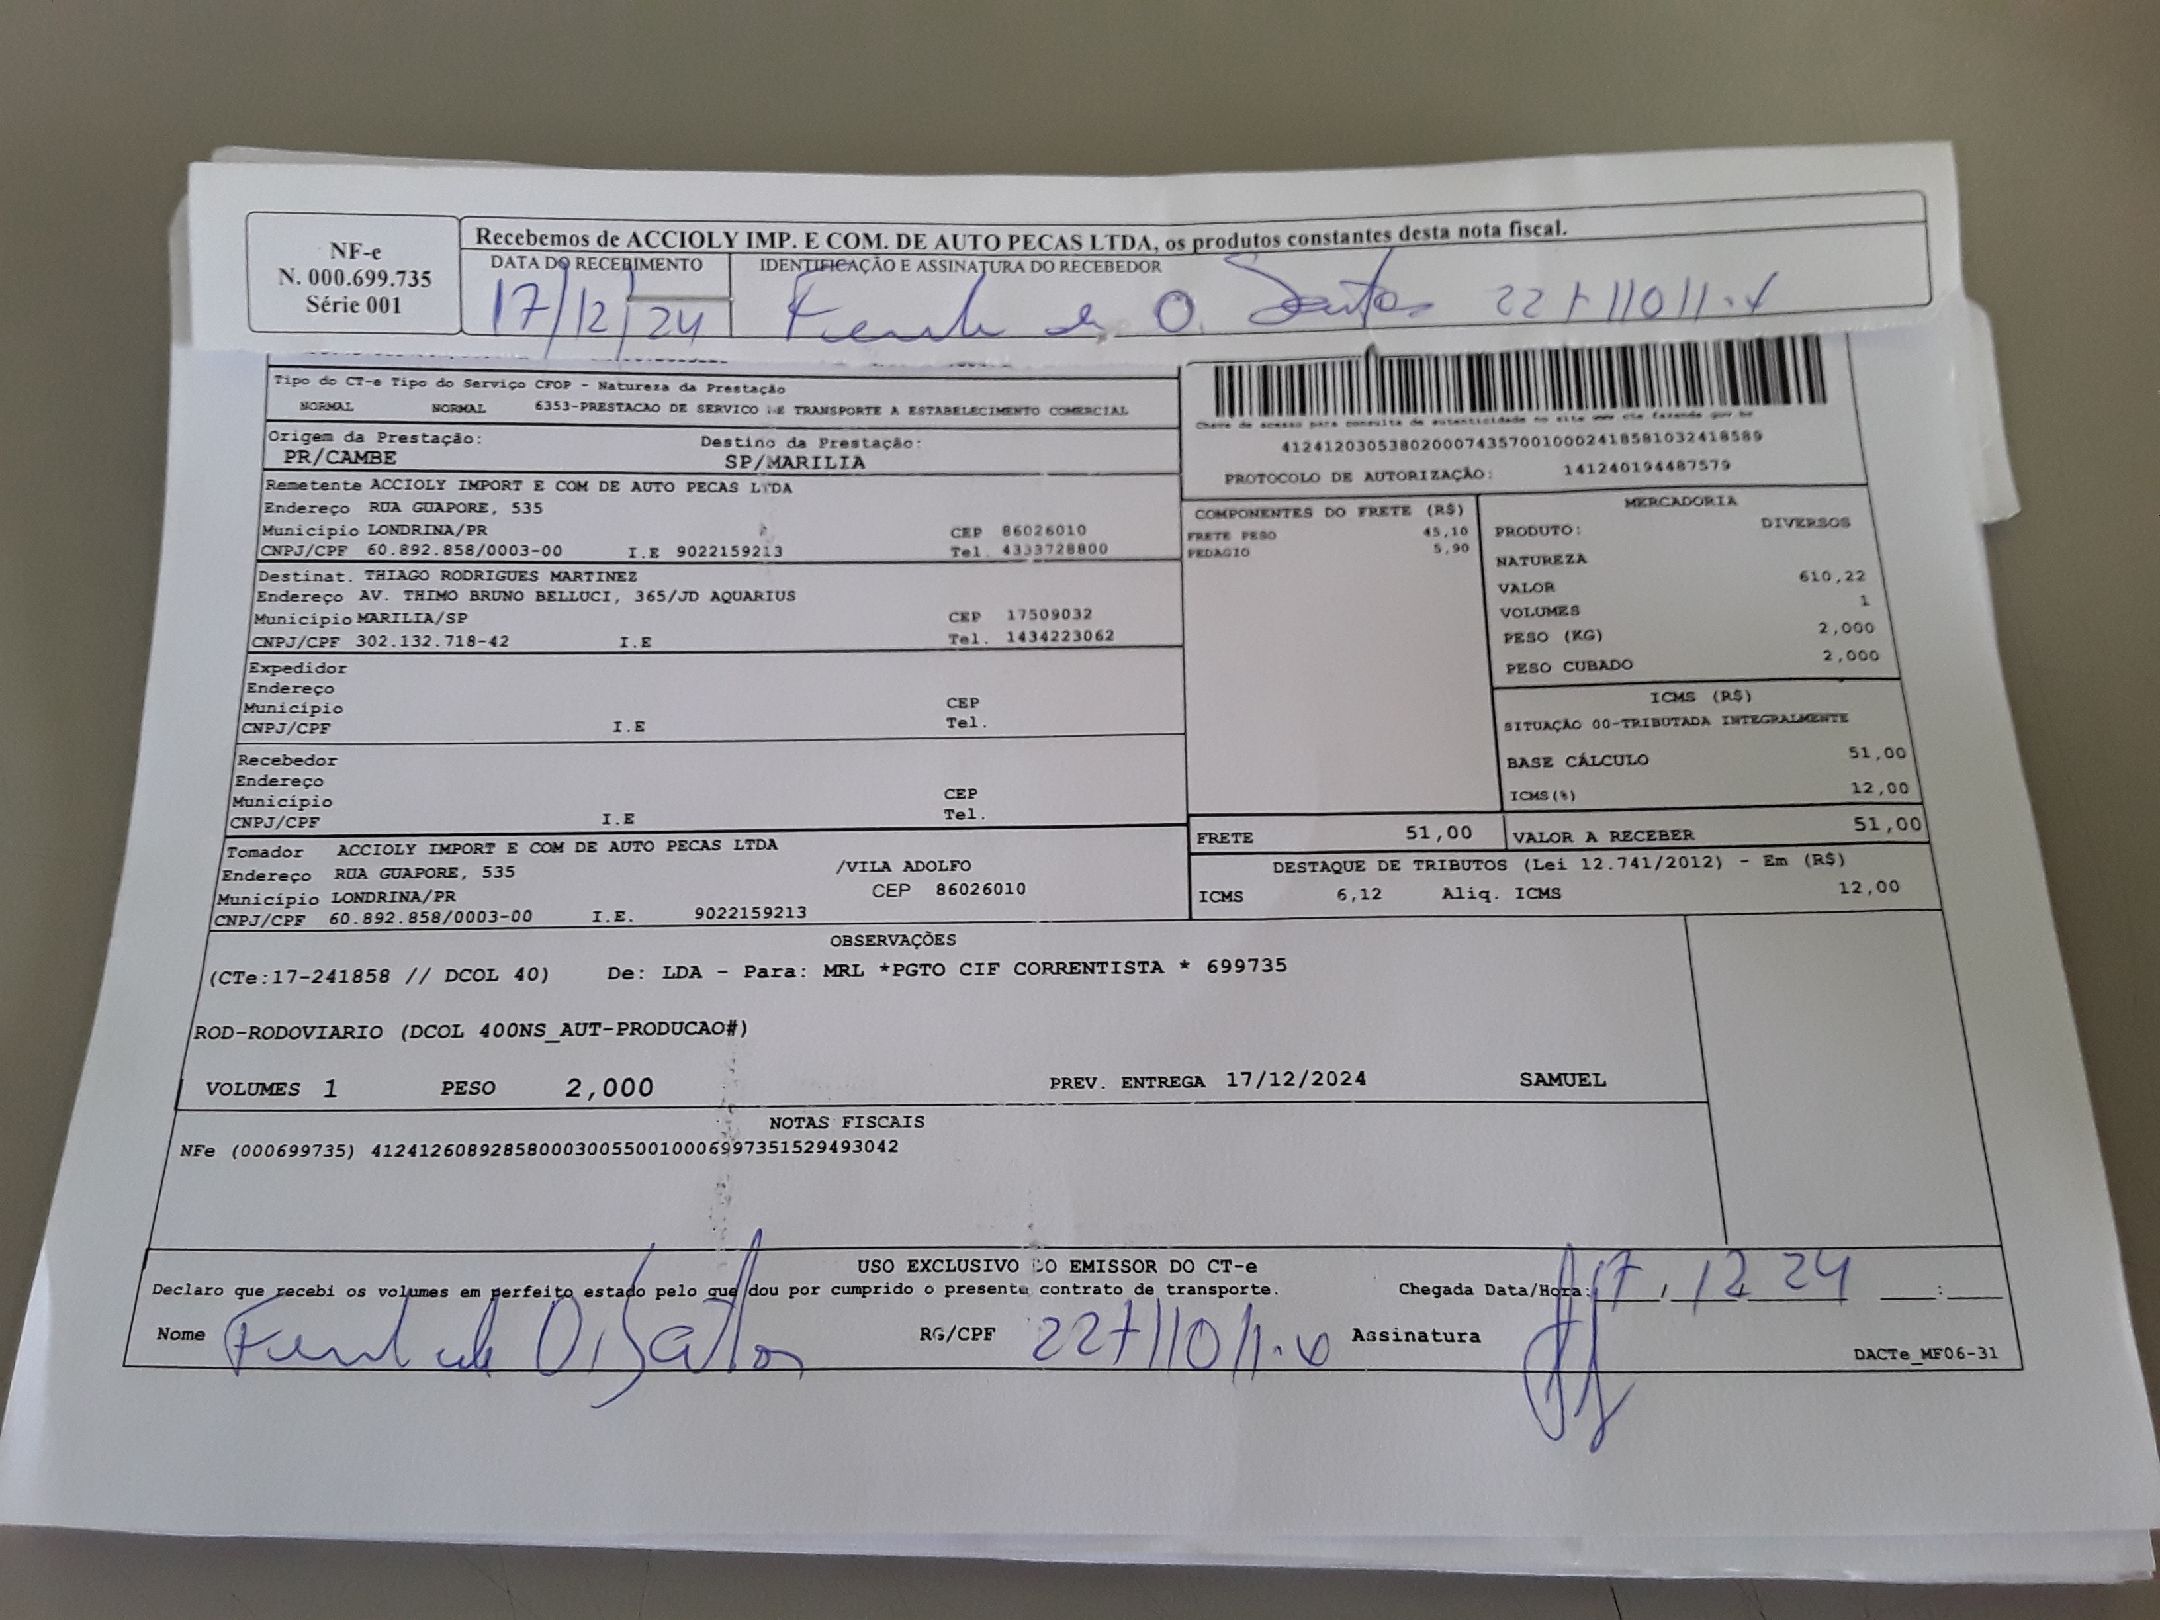 Recebemos de ACCIOLY IMP. E COM. DE AUTO PECAS LTDA, os produtos constantes desta nota fiscal.
NF-e
N. 000.699.735
Série 001
DATA DO RECEBIMENTO IDENTIFICAÇÃO E ASSINATURA DO RECEBEDOR
17/12/24 O. Santos
Tipo do CT-e Tipo do Serviço CFOP - Natureza da Prestação
NORMAL NORMAL 6353-PRESTACAO DE SERVICO DE TRANSPORTE A ESTABELECIMENTO COMERCIAL
Chave de acesso para consulta de autenticidade no site www cte fazenda gov br
41241203053802000743570010002418581032418589
PROTOCOLO DE AUTORIZAÇÃO: 141240194487579
Origem da Prestação: Destino da Prestação:
PR/CAMBE SP/MARILIA
Remetente ACCIOLY IMPORT E COM DE AUTO PECAS LTDA
Endereço RUA GUAPORE, 535
Município LONDRINA/PR CEP 86026010
CNPJ/CPF 60.892.858/0003-00 I.E 9022159213 Tel. 4333728800
Destinat. THIAGO RODRIGUES MARTINEZ
Endereço AV. THIMO BRUNO BELLUCI, 365/JD AQUARIUS
Município MARILIA/SP CEP 17509032
CNPJ/CPF 302.132.718-42 I.E Tel. 1434223062
Expedidor
Endereço
Município CEP
CNPJ/CPF I.E Tel.
Recebedor
Endereço
Município CEP
CNPJ/CPF I.E Tel.
Tomador ACCIOLY IMPORT E COM DE AUTO PECAS LTDA
Endereço RUA GUAPORE, 535 /VILA ADOLFO
Município LONDRINA/PR CEP 86026010
CNPJ/CPF 60.892.858/0003-00 I.E. 9022159213
COMPONENTES DO FRETE (R$)
FRETE PESO 45,10
PEDAGIO 5,90
MERCADORIA
PRODUTO: DIVERSOS
NATUREZA
VALOR 610,22
VOLUMES 1
PESO (KG) 2,000
PESO CUBADO 2,000
ICMS (R$)
SITUAÇÃO 00-TRIBUTADA INTEGRALMENTE
BASE CÁLCULO 51,00
ICMS(%) 12,00
FRETE 51,00 VALOR A RECEBER 51,00
DESTAQUE DE TRIBUTOS (Lei 12.741/2012) - Em (R$)
ICMS 6,12 Aliq. ICMS 12,00
OBSERVAÇÕES
(CTe:17-241858 // DCOL 40) De: LDA - Para: MRL *PGTO CIF CORRENTISTA * 699735
ROD-RODOVIARIO (DCOL 400NS_AUT-PRODUCAO#)
VOLUMES 1 PESO 2,000 PREV. ENTREGA 17/12/2024 SAMUEL
NOTAS FISCAIS
NFe (000699735) 41241260892858000300550010006997351529493042
USO EXCLUSIVO DO EMISSOR DO CT-e
Declaro que recebi os volumes em perfeito estado pelo que dou por cumprido o presente contrato de transporte. Chegada Data/Hora: 17/12 24 :
Nome RG/CPF Assinatura
DACTe_MF06-31